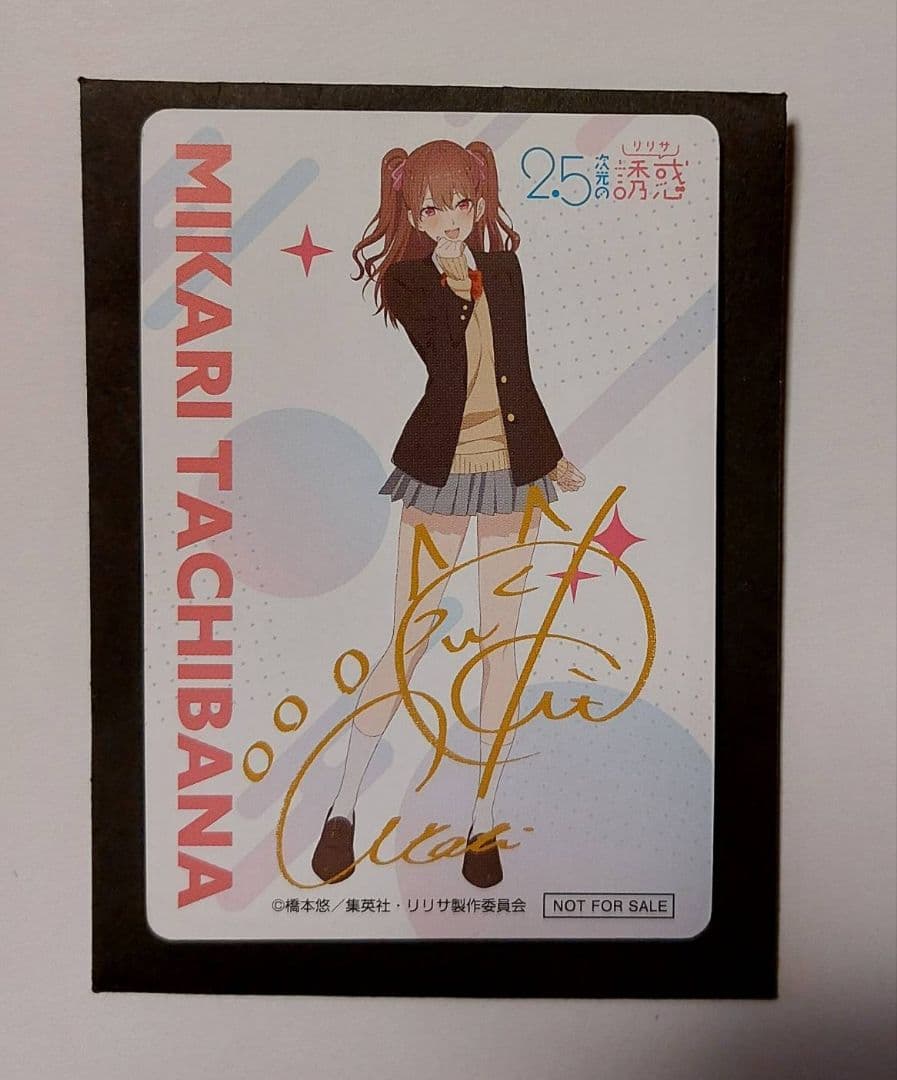 MIKARI TACHIBANA
リリサ
2.5次元の誘惑
©橋本悠／集英社・リリサ製作委員会
NOT FOR SALE